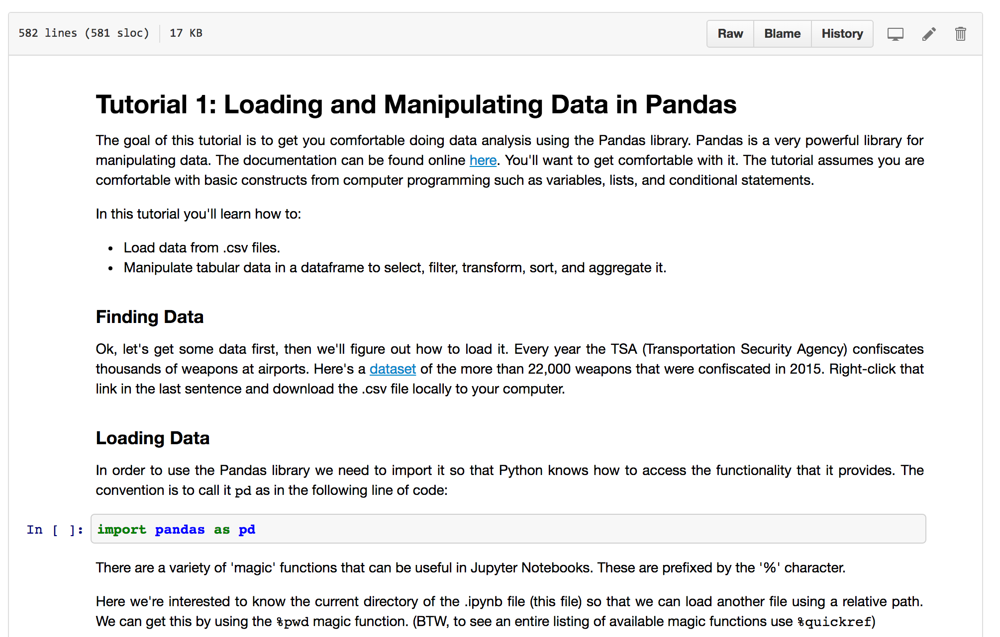 582 lines (581 sloc) 17 KB
Raw Blame History
Tutorial 1: Loading and Manipulating Data in Pandas
The goal of this tutorial is to get you comfortable doing data analysis using the Pandas library. Pandas is a very powerful library for
manipulating data. The documentation can be found online here. You'll want to get comfortable with it. The tutorial assumes you are
comfortable with basic constructs from computer programming such as variables, lists, and conditional statements.
In this tutorial you'll learn how to:
• Load data from .csv files.
• Manipulate tabular data in a dataframe to select, filter, transform, sort, and aggregate it.
Finding Data
Ok, let's get some data first, then we'll figure out how to load it. Every year the TSA (Transportation Security Agency) confiscates
thousands of weapons at airports. Here's a dataset of the more than 22,000 weapons that were confiscated in 2015. Right-click that
link in the last sentence and download the .csv file locally to your computer.
Loading Data
In order to use the Pandas library we need to import it so that Python knows how to access the functionality that it provides. The
convention is to call it pd as in the following line of code:
In [ ]: import pandas as pd
There are a variety of 'magic' functions that can be useful in Jupyter Notebooks. These are prefixed by the '%' character.
Here we're interested to know the current directory of the .ipynb file (this file) so that we can load another file using a relative path.
We can get this by using the %pwd magic function. (BTW, to see an entire listing of available magic functions use %quickref)